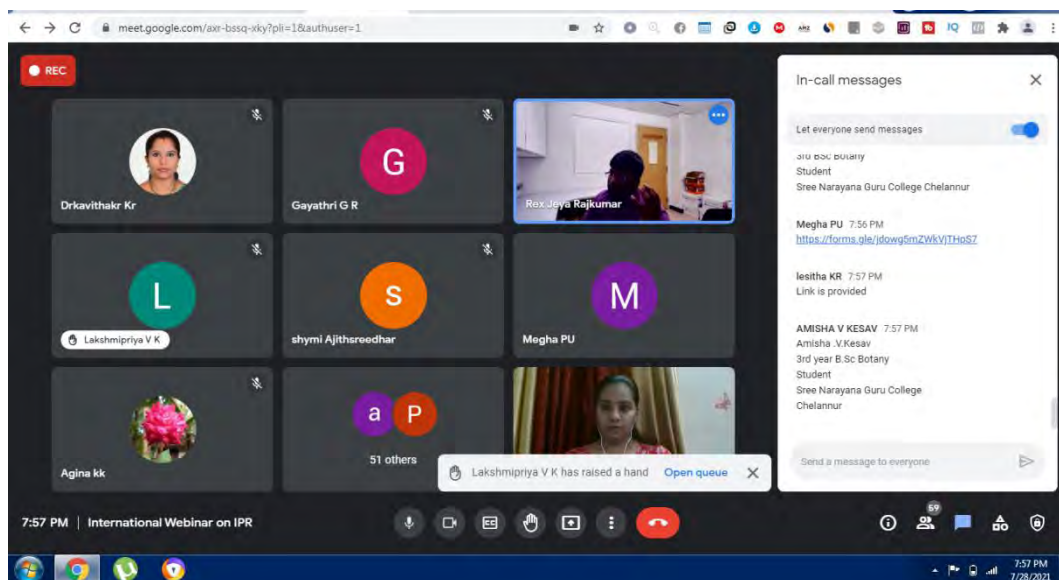 meet.google.com/axr-bssq-xky?pli=1&authuser=1
REC
Drkavithakr Kr
G
Gayathri G R
Rex Jeya Rajkumar
L
Lakshmipriya V K
S
shymi Ajithsreedhar
M
Megha PU
Agina kk
a P
51 others
Lakshmipriya V K has raised a hand Open queue
In-call messages
Let everyone send messages
3rd BSc Botany
Student
Sree Narayana Guru College Chelannur
Megha PU 7:56 PM
https://forms.gle/jdowg5mZWkVjTHpS7
lesitha KR 7:57 PM
Link is provided
AMISHA V KESAV 7:57 PM
Amisha .V.Kesav
3rd year B.Sc Botany
Student
Sree Narayana Guru College
Chelannur
Send a message to everyone
7:57 PM | International Webinar on IPR
59
7:57 PM
7/28/2021